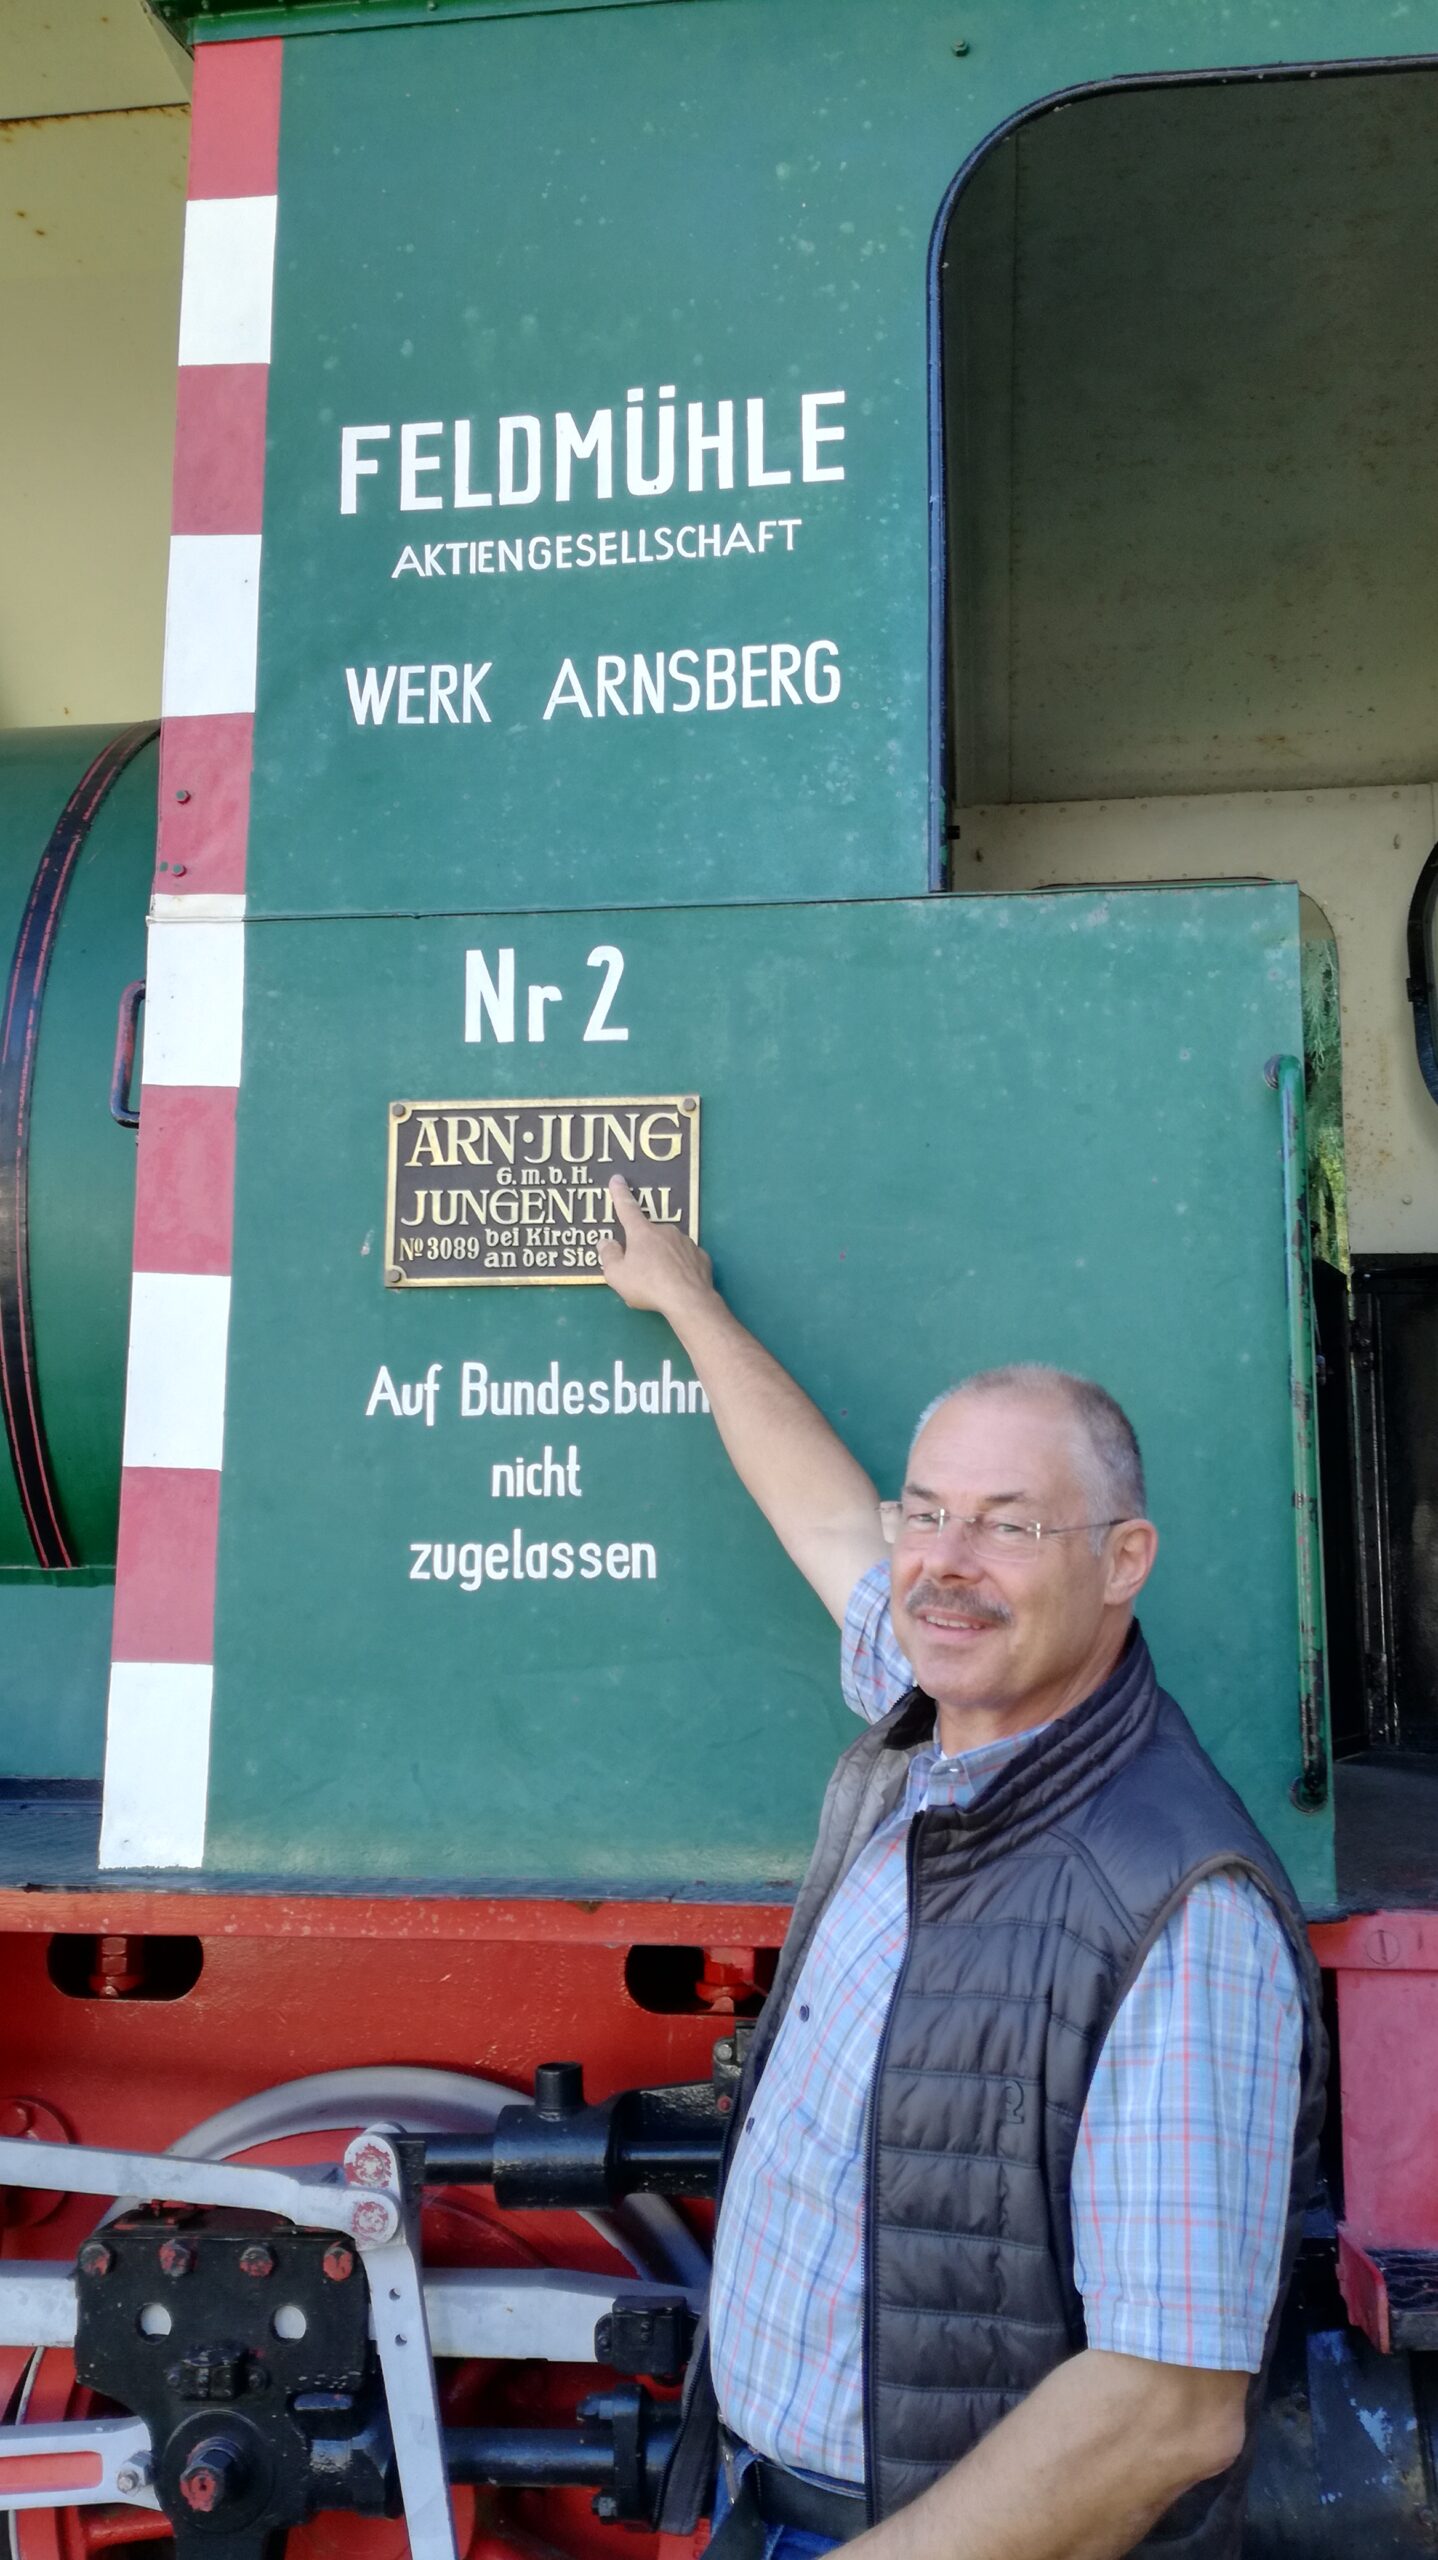 FELDMÜHLE
AKTIENGESELLSCHAFT
WERK ARNSBERG
Nr 2
ARN·JUNG
G.m.b.H.
JUNGENTHAL
Nº 3089 bei Kirchen
an der Sieg
Auf Bundesbahn
nicht
zugelassen